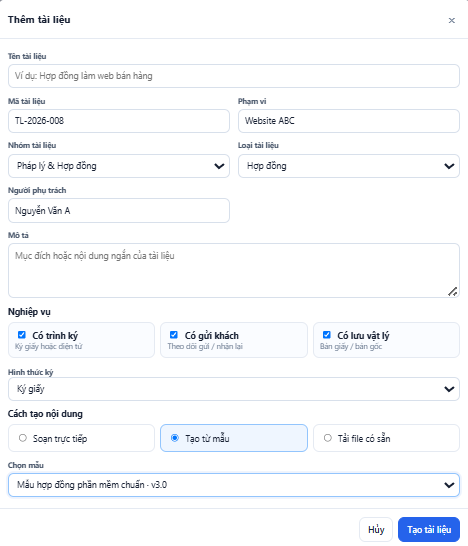 Thêm tài liệu ×
Tên tài liệu
Ví dụ: Hợp đồng làm web bán hàng
Mã tài liệu Phạm vi
TL-2026-008 Website ABC
Nhóm tài liệu Loại tài liệu
Pháp lý & Hợp đồng Hợp đồng
Người phụ trách
Nguyễn Văn A
Mô tả
Mục đích hoặc nội dung ngắn của tài liệu
Nghiệp vụ
Có trình ký Có gửi khách Có lưu vật lý
Ký giấy hoặc điện tử Theo dõi gửi / nhận lại Bản giấy / bản gốc
Hình thức ký
Ký giấy
Cách tạo nội dung
Soạn trực tiếp Tạo từ mẫu Tải file có sẵn
Chọn mẫu
Mẫu hợp đồng phần mềm chuẩn · v3.0
Hủy Tạo tài liệu